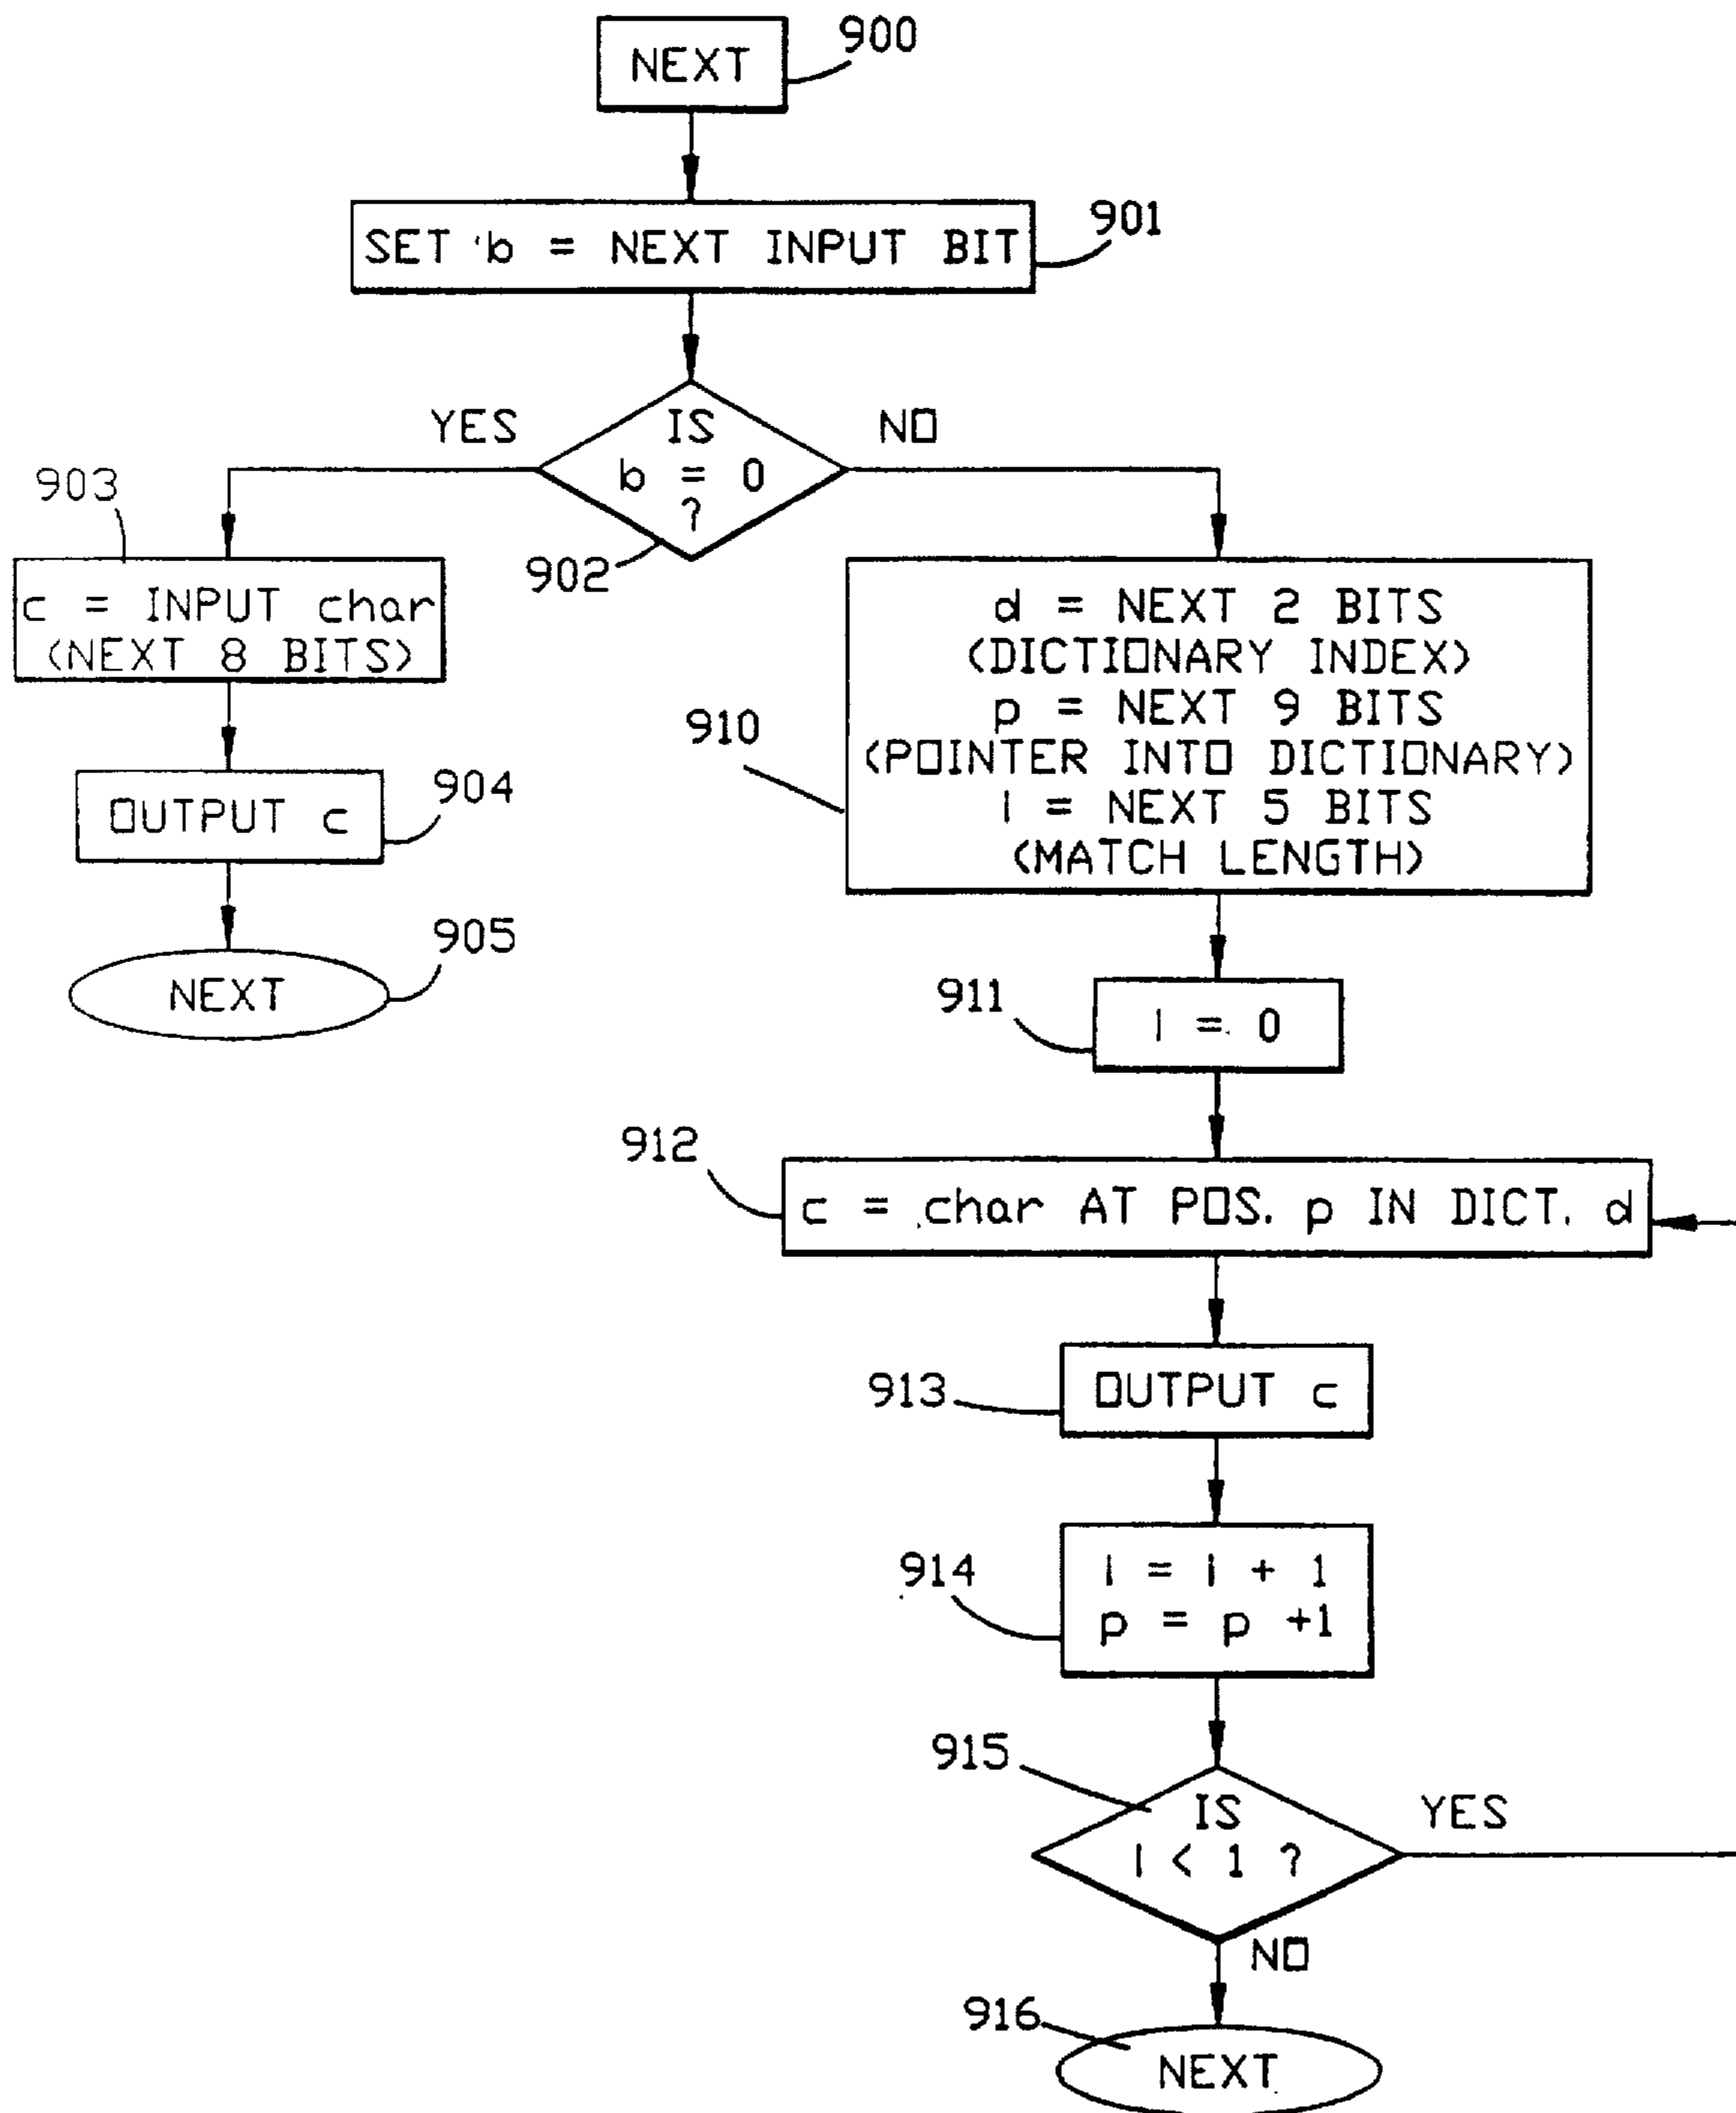 NEXT
900
SET b = NEXT INPUT BIT
901
YES
IS
b = 0
?
NO
902
903
c = INPUT char
(NEXT 8 BITS)
OUTPUT c
904
NEXT
905
d = NEXT 2 BITS
(DICTIONARY INDEX)
p = NEXT 9 BITS
(POINTER INTO DICTIONARY)
l = NEXT 5 BITS
(MATCH LENGTH)
910
911
i = 0
912
c = char AT POS. p IN DICT. d
913
OUTPUT c
914
i = i + 1
p = p +1
915
IS
i < l ?
YES
NO
916
NEXT